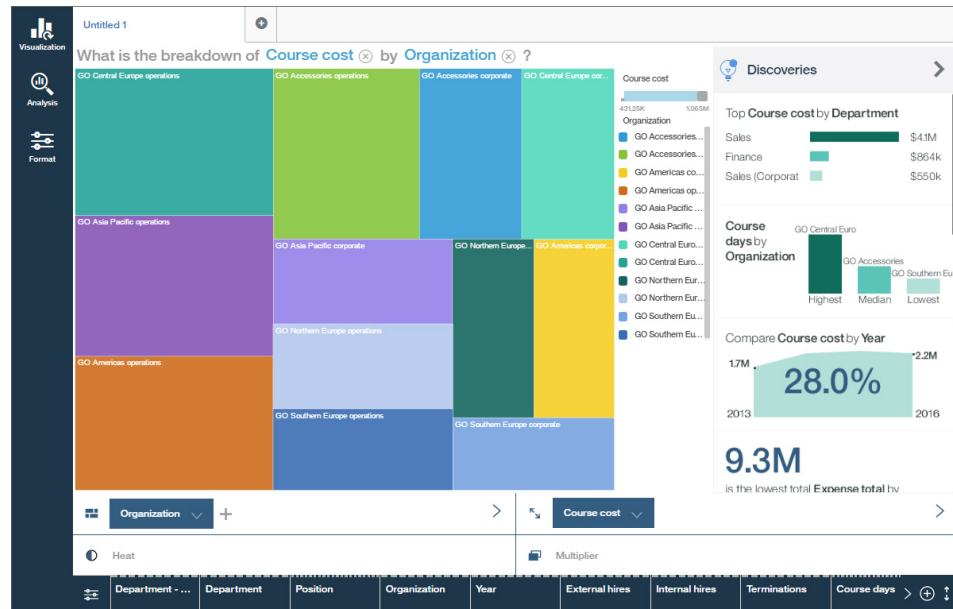 Untitled 1
Visualization
Analysis
Format
What is the breakdown of Course cost by Organization ?
GO Central Europe operations
GO Accessories operations
GO Accessories corporate
GO Central Europe cor...
GO Asia Pacific operations
GO Asia Pacific corporate
GO Northern Europe...
GO Americas corpor...
GO Northern Europe operations
GO Americas operations
GO Southern Europe operations
GO Southern Europe corporate
Course cost
431.25K 1.065M
Organization
GO Accessories...
GO Accessories...
GO Americas co...
GO Americas op...
GO Asia Pacific ...
GO Asia Pacific ...
GO Central Euro...
GO Central Euro...
GO Northern Eur...
GO Northern Eur...
GO Southern Eu...
GO Southern Eu...
Discoveries
Top Course cost by Department
Sales $4.1M
Finance $864k
Sales (Corporat $550k
Course days by Organization
GO Central Euro
GO Accessories
GO Southern Eu
Highest Median Lowest
Compare Course cost by Year
1.7M 2.2M
28.0%
2013 2016
9.3M
is the lowest total Expense total by
Organization
Course cost
Heat
Multiplier
Department - ... Department Position Organization Year External hires Internal hires Terminations Course days